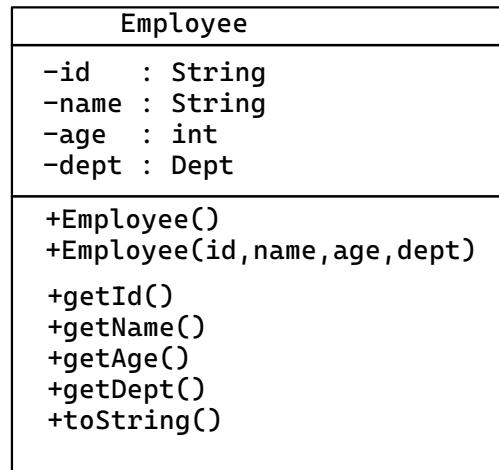 Employee
-id   : String
-name : String
-age  : int
-dept : Dept
+Employee()
+Employee(id,name,age,dept)
+getId()
+getName()
+getAge()
+getDept()
+toString()